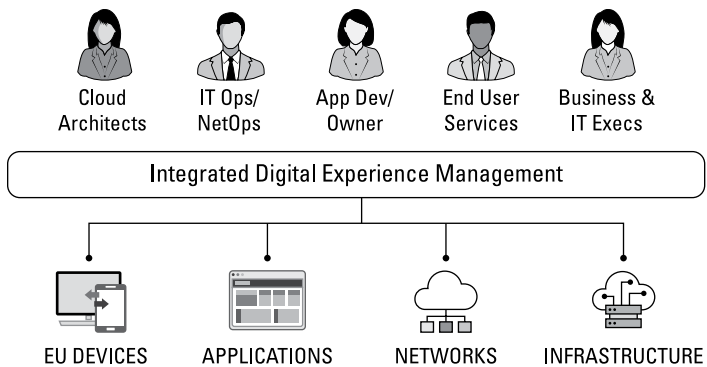 Cloud
Architects
IT Ops/
NetOps
App Dev/
Owner
End User
Services
Business &
IT Execs
Integrated Digital Experience Management
EU DEVICES
APPLICATIONS
NETWORKS
INFRASTRUCTURE